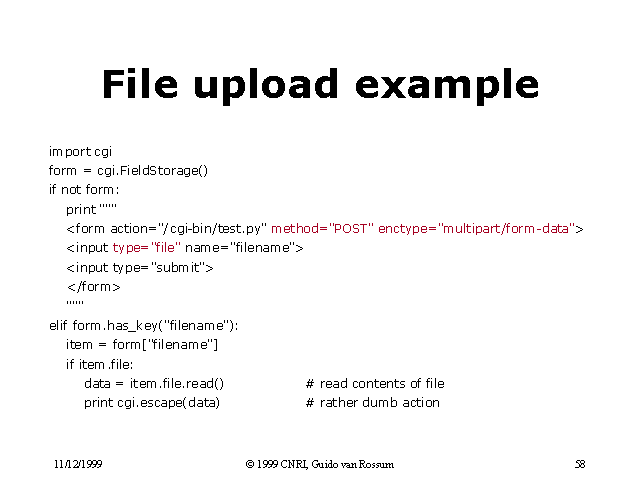 File upload example
import cgi
form = cgi.FieldStorage()
if not form:
print """
<form action="/cgi-bin/test.py" method="POST" enctype="multipart/form-data">
<input type="file" name="filename">
<input type="submit">
</form>
"""
elif form.has_key("filename"):
item = form["filename"]
if item.file:
data = item.file.read() # read contents of file
print cgi.escape(data) # rather dumb action
11/12/1999 © 1999 CNRI, Guido van Rossum 58